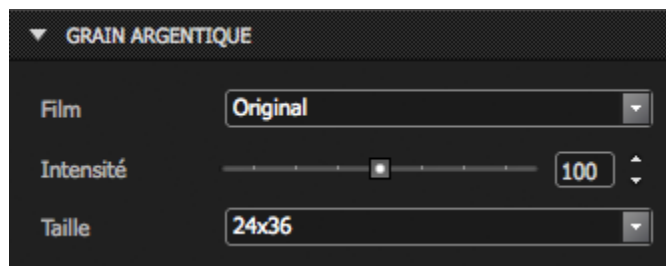 GRAIN ARGENTIQUE
Film Original
Intensité 100
Taille 24x36